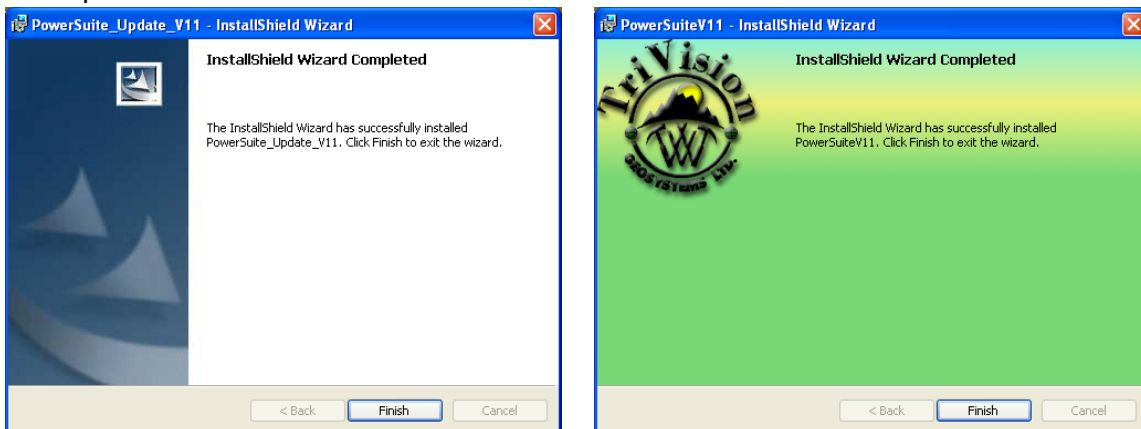 PowerSuite_Update_V11 - InstallShield Wizard
InstallShield Wizard Completed
The InstallShield Wizard has successfully installed
PowerSuite_Update_V11. Click Finish to exit the wizard.
< Back
Finish
Cancel
PowerSuiteV11 - InstallShield Wizard
TriVision
GEOSYSTEMS LTD.
InstallShield Wizard Completed
The InstallShield Wizard has successfully installed
PowerSuiteV11. Click Finish to exit the wizard.
< Back
Finish
Cancel